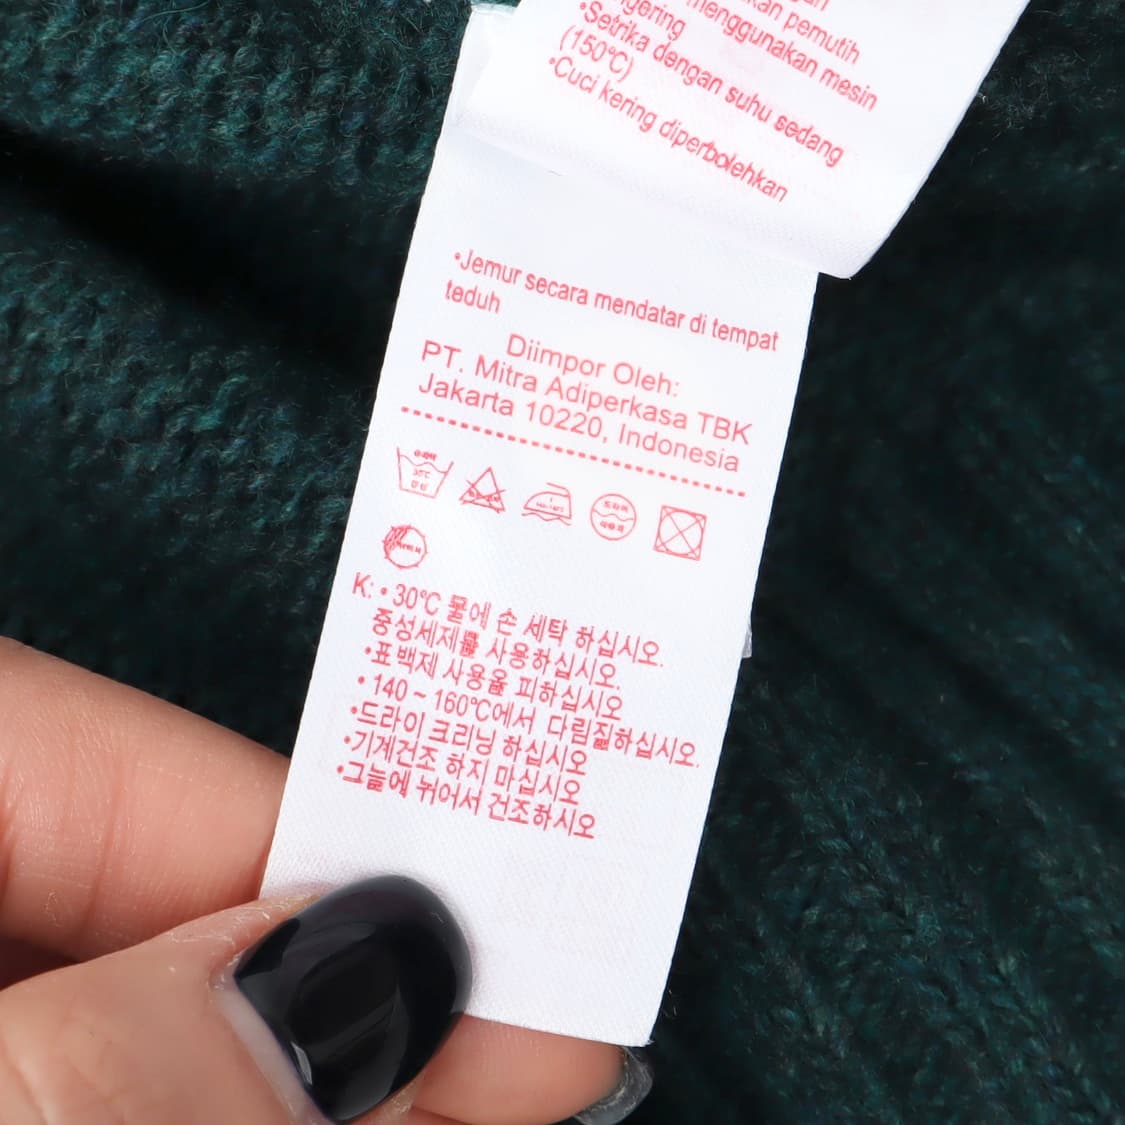 kan pemutih
ngering menggunakan mesin
•Setrika dengan suhu sedang
(150°C)
•Cuci kering diperbolehkan
•Jemur secara mendatar di tempat
teduh
Diimpor Oleh:
PT. Mitra Adiperkasa TBK
Jakarta 10220, Indonesia
30°C
K: • 30°C 물에 손 세탁 하십시오.
중성세제를 사용하십시오.
•표백제 사용을 피하십시오
• 140 ~ 160°C에서 다림질하십시오.
•드라이 크리닝 하십시오
•기계건조 하지 마십시오
•그늘에 뉘어서 건조하시오